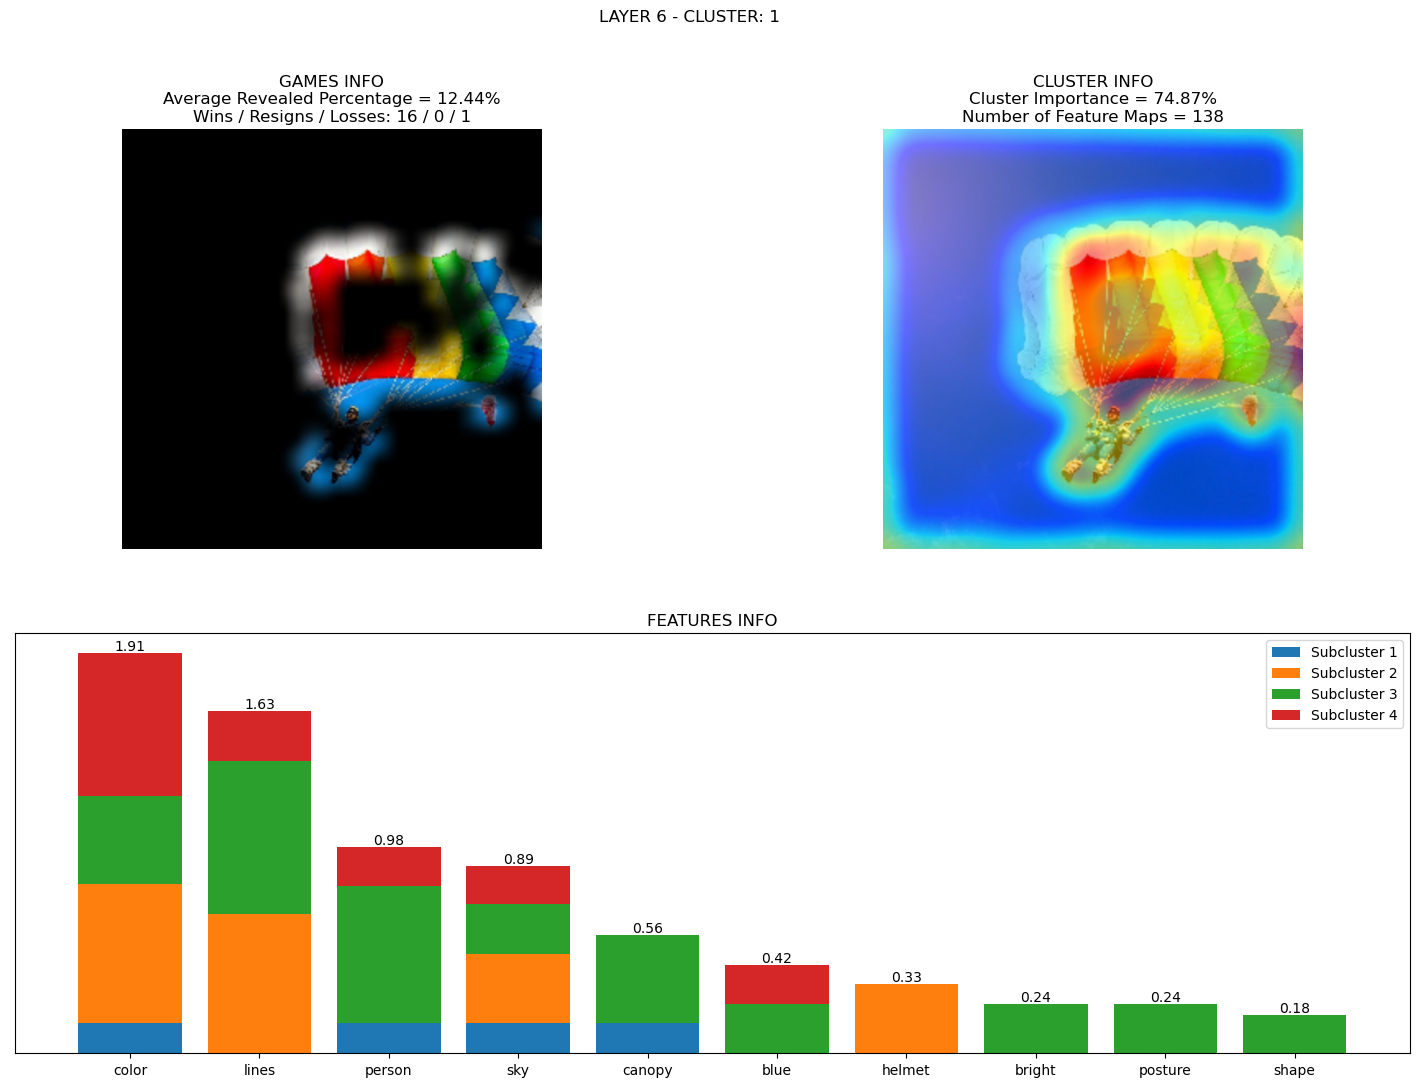 LAYER 6 - CLUSTER: 1
GAMES INFO
Average Revealed Percentage = 12.44%
Wins / Resigns / Losses: 16 / 0 / 1
CLUSTER INFO
Cluster Importance = 74.87%
Number of Feature Maps = 138
FEATURES INFO
Subcluster 1
Subcluster 2
Subcluster 3
Subcluster 4
1.91
1.63
0.98
0.89
0.56
0.42
0.33
0.24
0.24
0.18
color
lines
person
sky
canopy
blue
helmet
bright
posture
shape